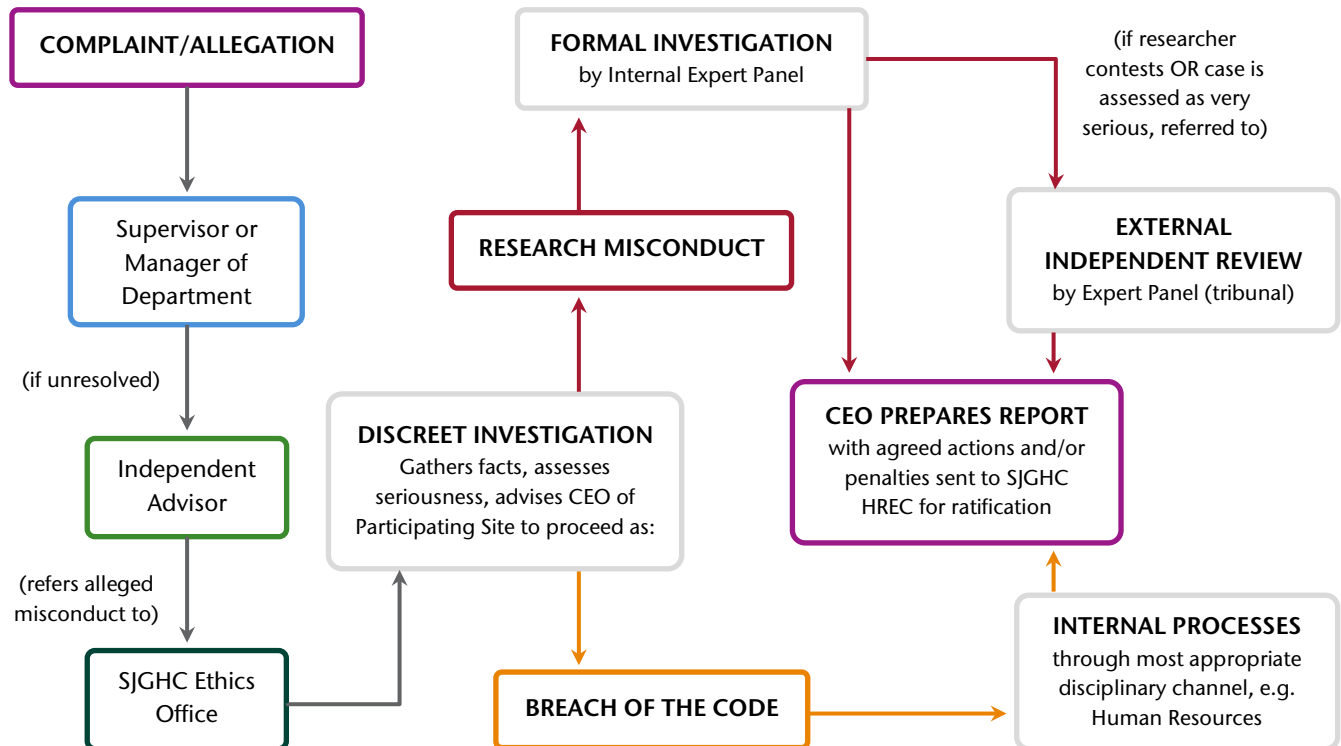 COMPLAINT/ALLEGATION
Supervisor or
Manager of
Department
(if unresolved)
Independent
Advisor
(refers alleged
misconduct to)
SJGHC Ethics
Office
DISCREET INVESTIGATION
Gathers facts, assesses
seriousness, advises CEO of
Participating Site to proceed as:
RESEARCH MISCONDUCT
FORMAL INVESTIGATION
by Internal Expert Panel
(if researcher
contests OR case is
assessed as very
serious, referred to)
EXTERNAL
INDEPENDENT REVIEW
by Expert Panel (tribunal)
CEO PREPARES REPORT
with agreed actions and/or
penalties sent to SJGHC
HREC for ratification
BREACH OF THE CODE
INTERNAL PROCESSES
through most appropriate
disciplinary channel, e.g.
Human Resources